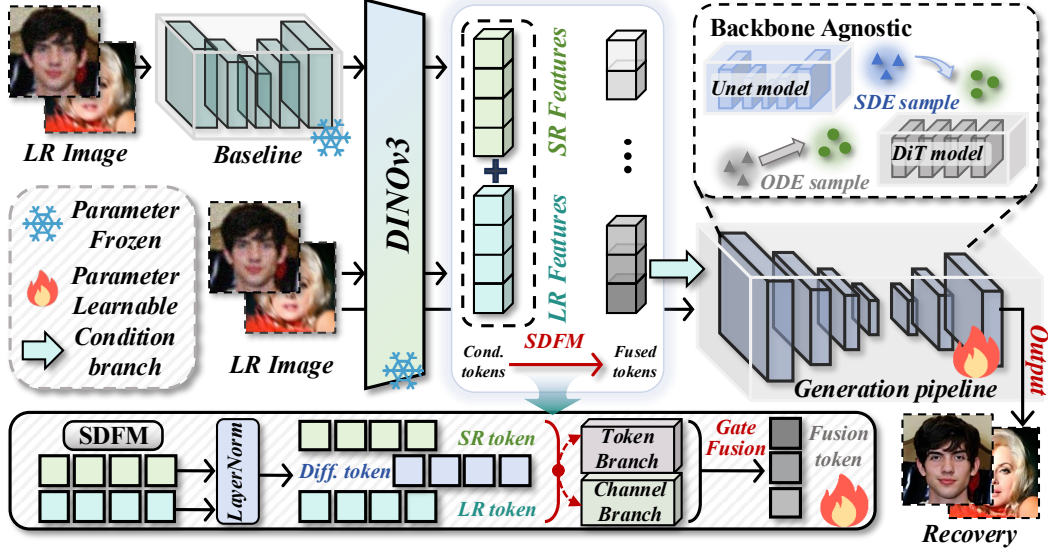 LR Image
Baseline
Parameter
Frozen
Parameter
Learnable
Condition
branch
LR Image
DINOv3
SR Features
LR Features
Cond.
tokens
SDFM
Fused
tokens
Backbone Agnostic
Unet model
SDE sample
ODE sample
DiT model
Generation pipeline
Output
SDFM
LayerNorm
SR token
Diff. token
LR token
Token
Branch
Channel
Branch
Gate
Fusion
Fusion
token
Recovery